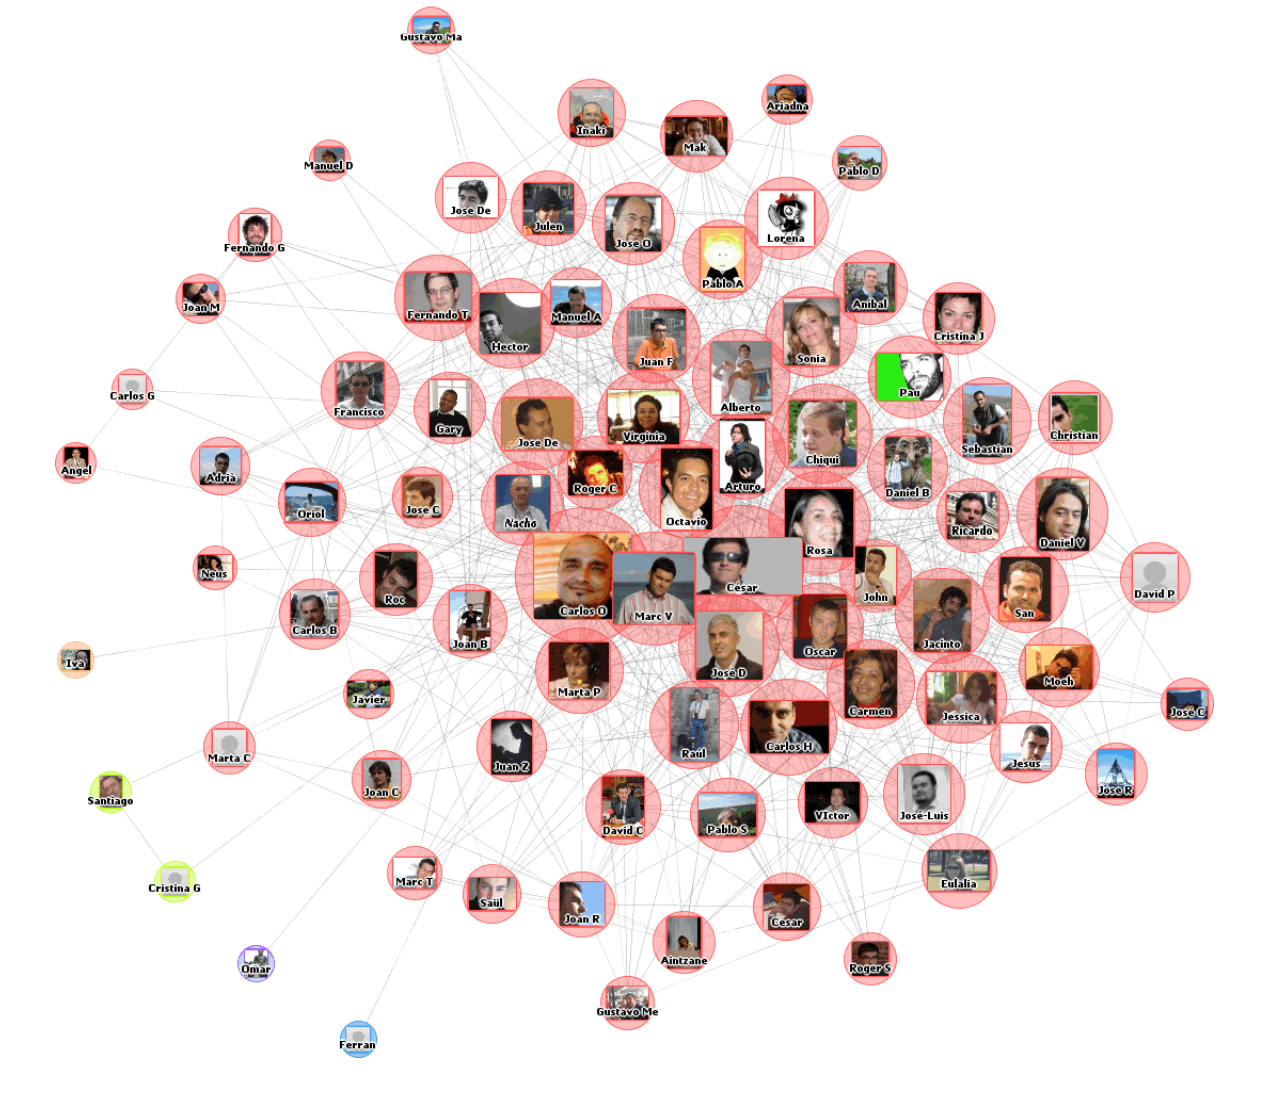 Gustavo Ma
Ariadna
Iñaki
Mak
Manuel D
Pablo D
Jose De
Julen
Jose O
Lorena
Fernando G
Pablo A
Joan M
Fernando T
Manuel A
Anibal
Hector
Juan F
Sonia
Cristina J
Carlos G
Francisco
Gary
Jose De
Virginia
Alberto
Pau
Chiqui
Sebastian
Christian
Angel
Adrià
Oriol
Jose C
Nacho
Roger C
Octavio
Arturo
Daniel B
Ricardo
Daniel V
Rosa
Neus
Roc
Carlos O
Marc V
César
John
San
David P
Iva
Carlos B
Joan B
Jose D
Oscar
Jacinto
Javier
Marta P
Carmen
Jessica
Moeh
Jose C
Marta C
Juan Z
Raul
Carlos H
Jesus
Santiago
Joan C
David C
Pablo S
VIctor
José-Luis
Jose R
Cristina G
Marc T
Saül
Joan R
Cesar
Eulalia
Omar
Aintzane
Roger S
Ferran
Gustavo Me